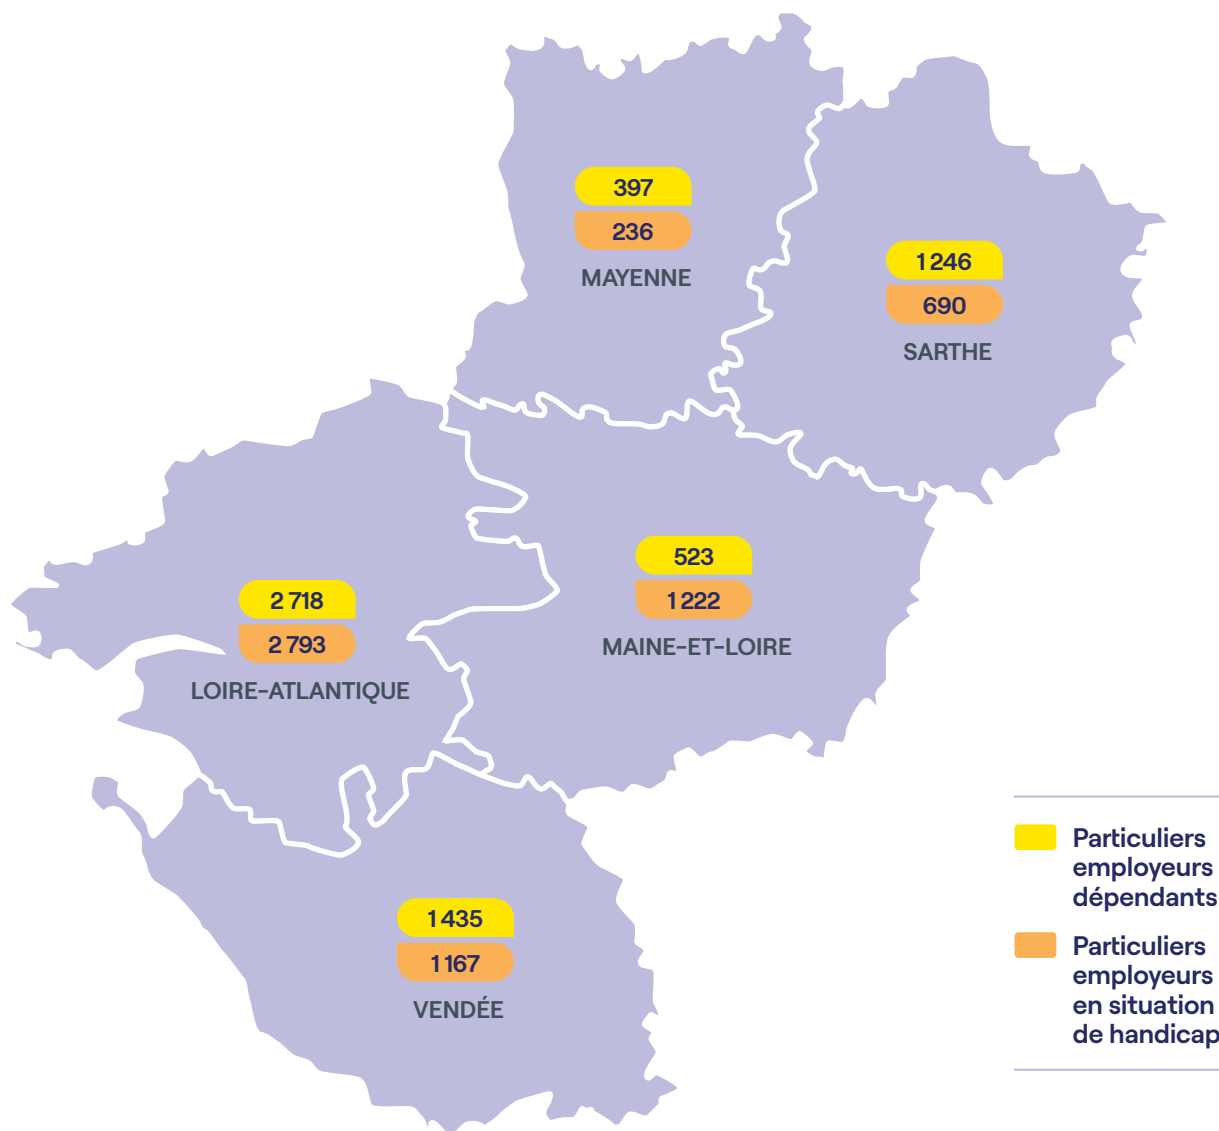 397
236
MAYENNE
1 246
690
SARTHE
523
1 222
MAINE-ET-LOIRE
2 718
2 793
LOIRE-ATLANTIQUE
1 435
1 167
VENDÉE
Particuliers
employeurs
dépendants
Particuliers
employeurs
en situation
de handicap